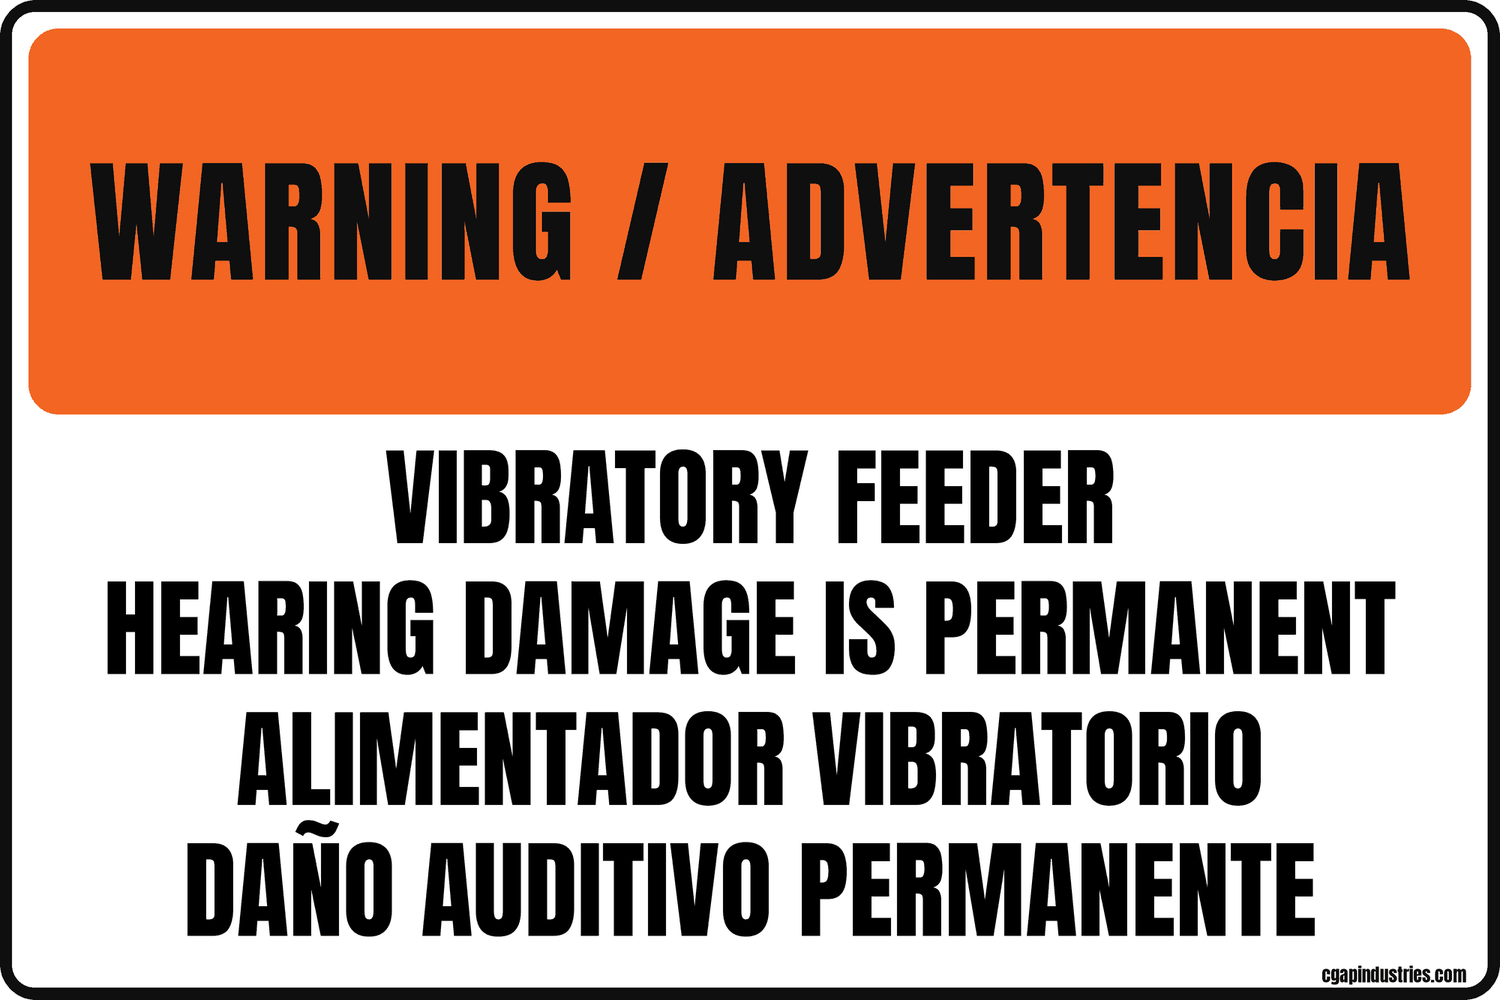 WARNING / ADVERTENCIA
VIBRATORY FEEDER
HEARING DAMAGE IS PERMANENT
ALIMENTADOR VIBRATORIO
DAÑO AUDITIVO PERMANENTE
cgapindustries.com